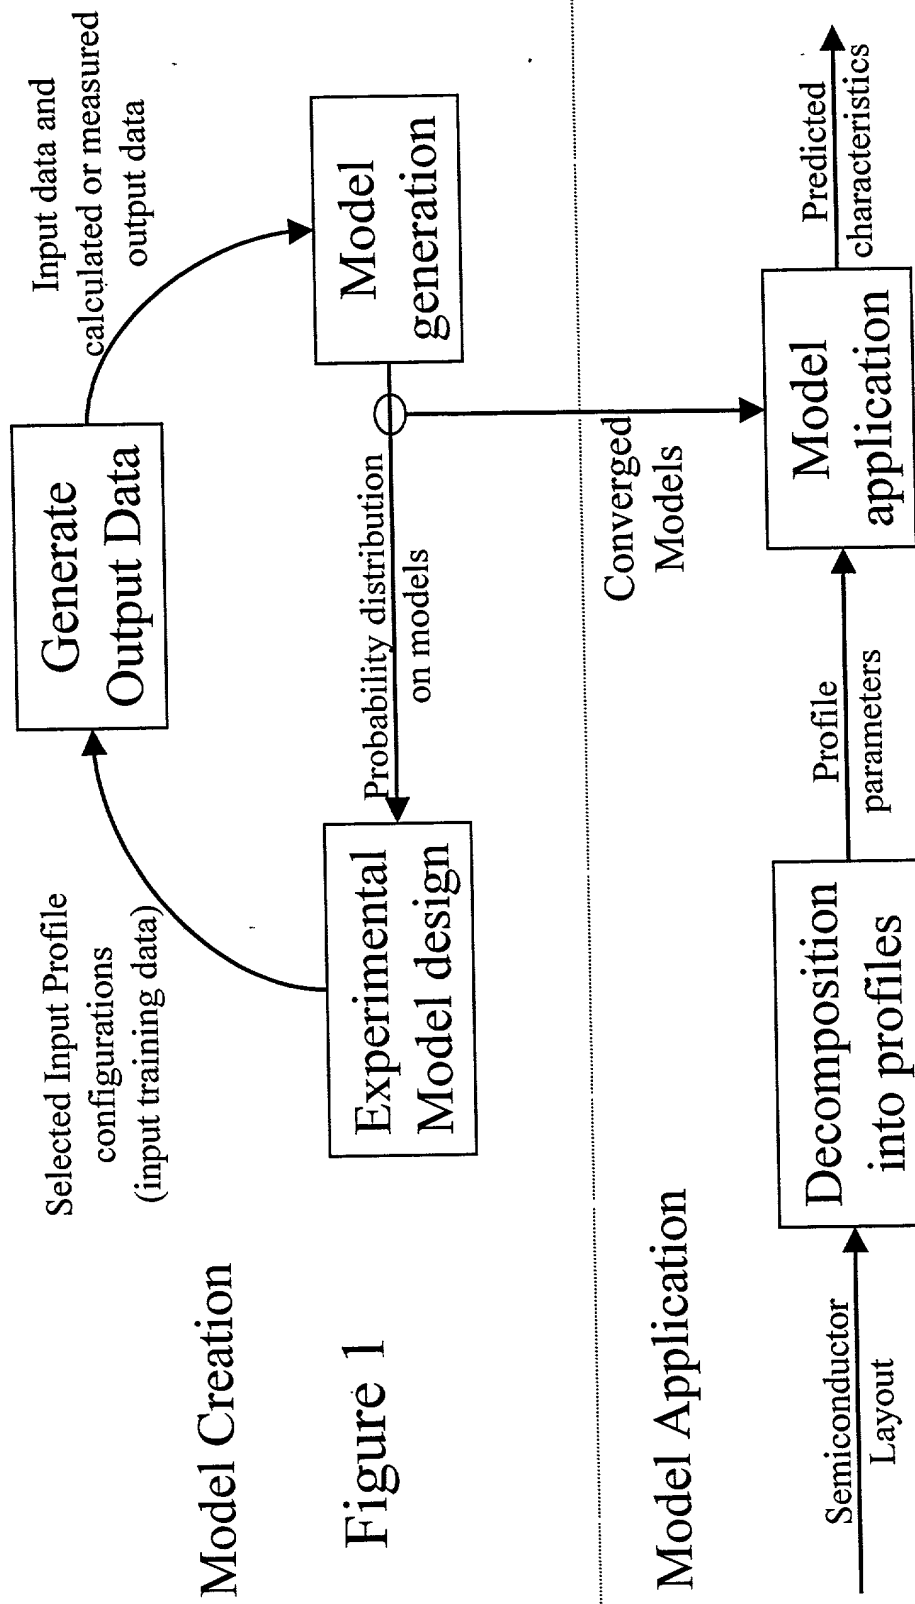 Model Creation
Figure 1
Selected Input Profile
configurations
(input training data)
Generate
Output Data
Input data and
calculated or measured
output data
Experimental
Model design
Probability distribution
on models
Model
generation
Converged
Models
Model Application
Semiconductor
Layout
Decomposition
into profiles
Profile
parameters
Model
application
Predicted
characteristics